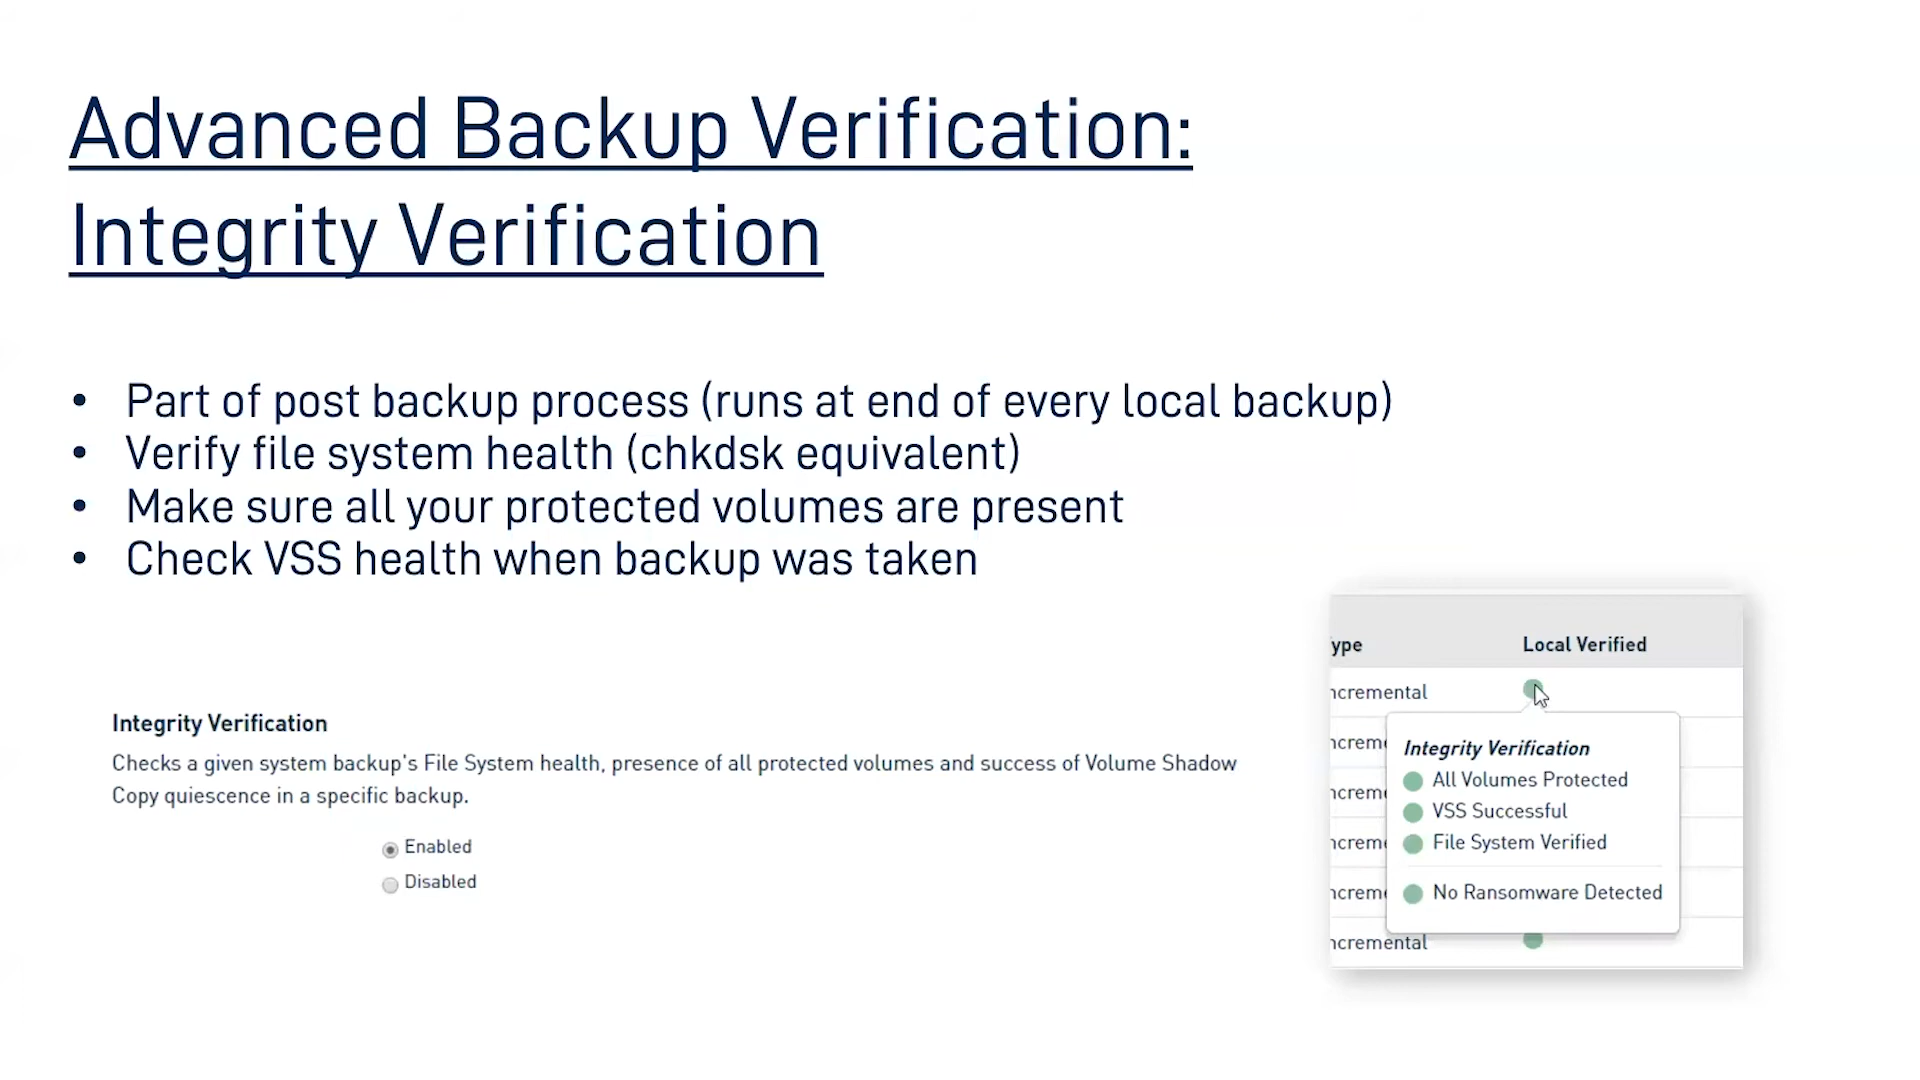 Advanced Backup Verification:
Integrity Verification
• Part of post backup process (runs at end of every local backup)
• Verify file system health (chkdsk equivalent)
• Make sure all your protected volumes are present
• Check VSS health when backup was taken
Integrity Verification
Checks a given system backup's File System health, presence of all protected volumes and success of Volume Shadow
Copy quiescence in a specific backup.
Enabled
Disabled
ype Local Verified
ncremental
ncreme
Integrity Verification
All Volumes Protected
ncreme
VSS Successful
ncreme
File System Verified
ncreme
No Ransomware Detected
ncremental